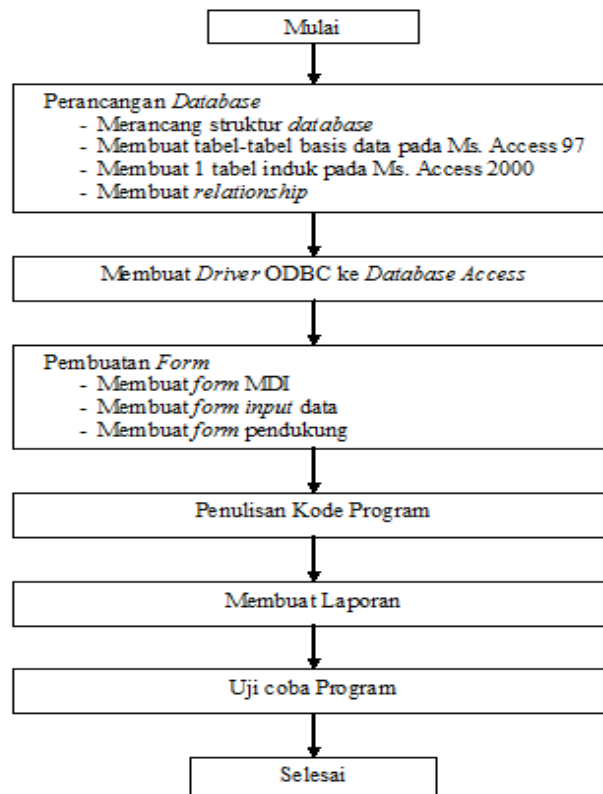 Mulai
Perancangan Database
- Merancang struktur database
- Membuat tabel-tabel basis data pada Ms. Access 97
- Membuat 1 tabel induk pada Ms. Access 2000
- Membuat relationship
Membuat Driver ODBC ke Database Access
Pembuatan Form
- Membuat form MDI
- Membuat form input data
- Membuat form pendukung
Penulisan Kode Program
Membuat Laporan
Uji coba Program
Selesai